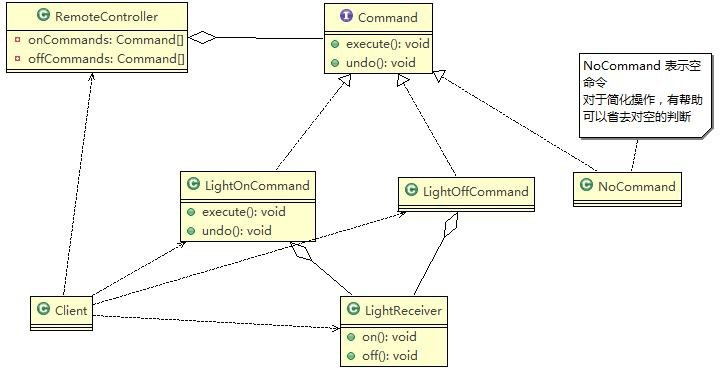 RemoteController
onCommands: Command[]
offCommands: Command[]
Command
execute(): void
undo(): void
NoCommand 表示空
命令
对于简化操作，有帮助
可以省去对空的判断
LightOnCommand
execute(): void
undo(): void
LightOffCommand
NoCommand
Client
LightReceiver
on(): void
off(): void